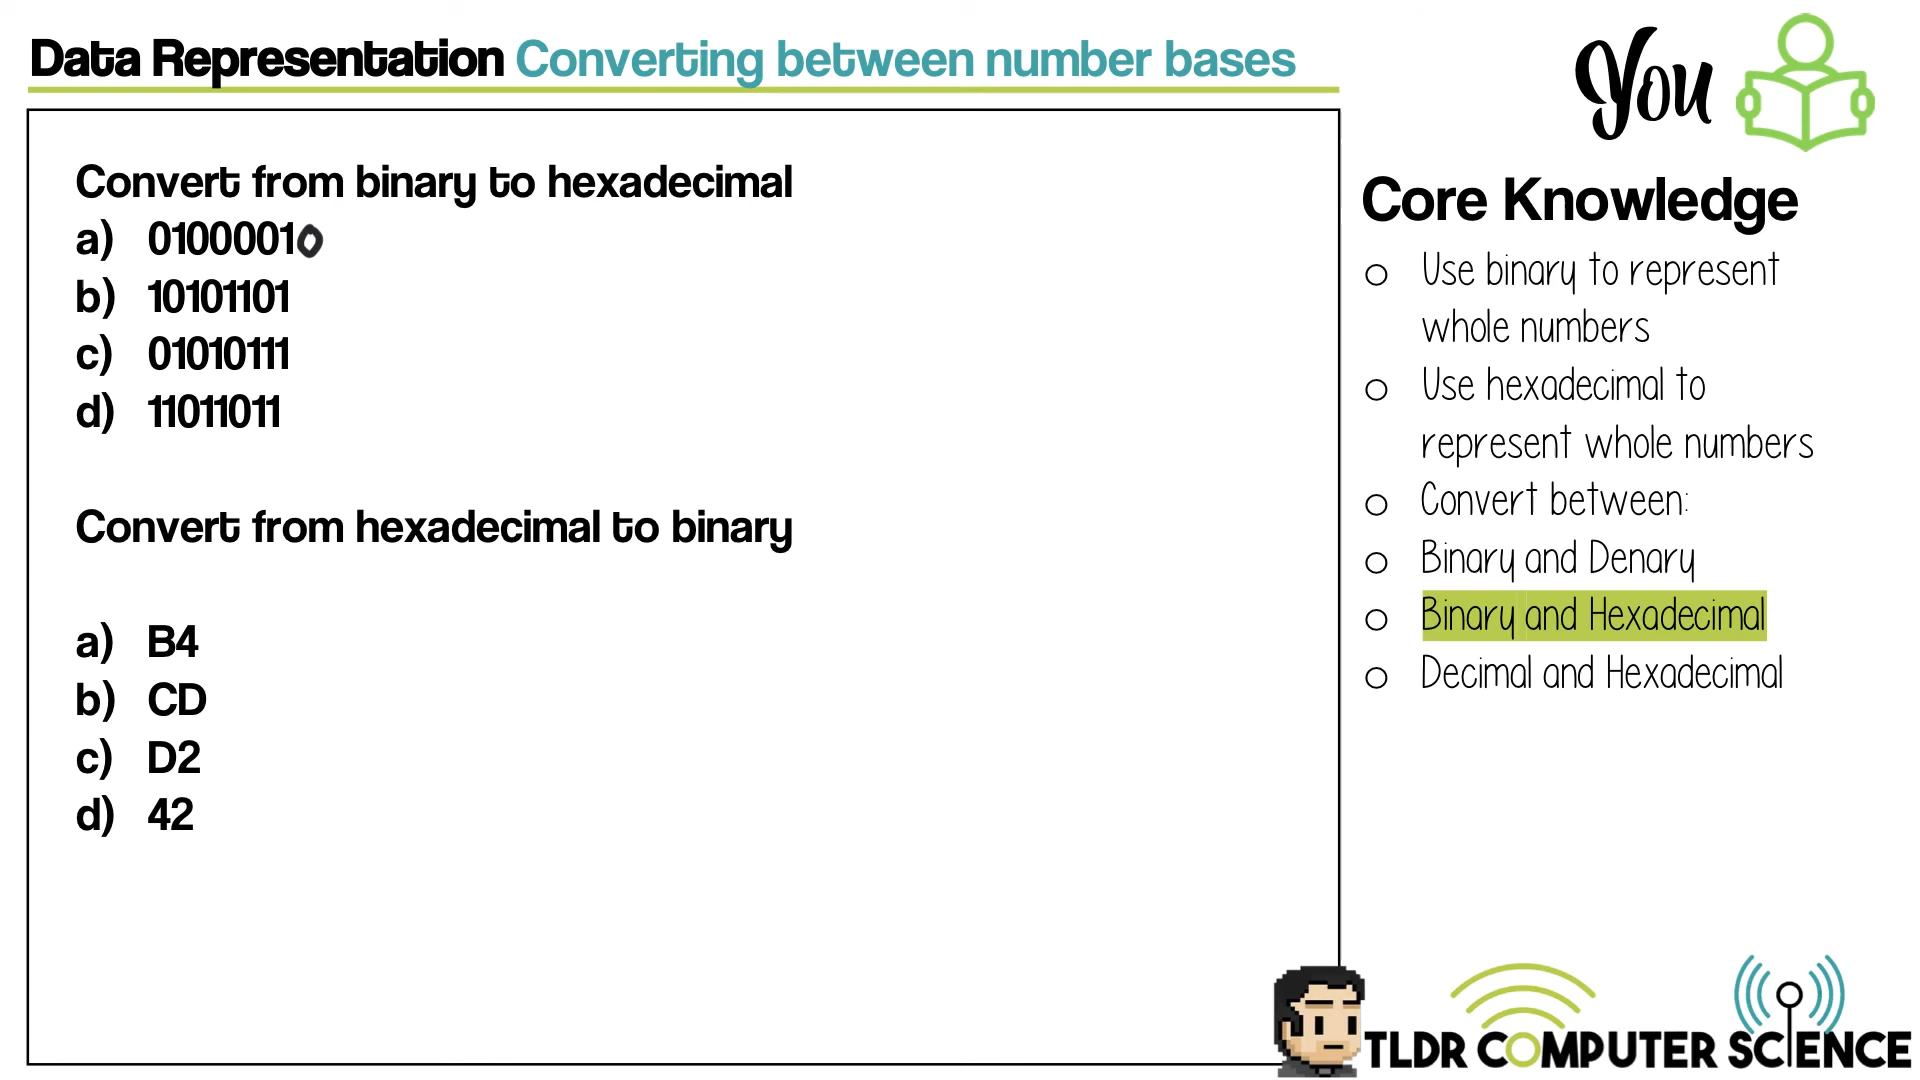 Data Representation Converting between number bases
You
Convert from binary to hexadecimal
a) 01000010
b) 10101101
c) 01010111
d) 11011011
Convert from hexadecimal to binary
a) B4
b) CD
c) D2
d) 42
Core Knowledge
o Use binary to represent
whole numbers
o Use hexadecimal to
represent whole numbers
o Convert between:
o Binary and Denary
o Binary and Hexadecimal
o Decimal and Hexadecimal
TLDR COMPUTER SCIENCE